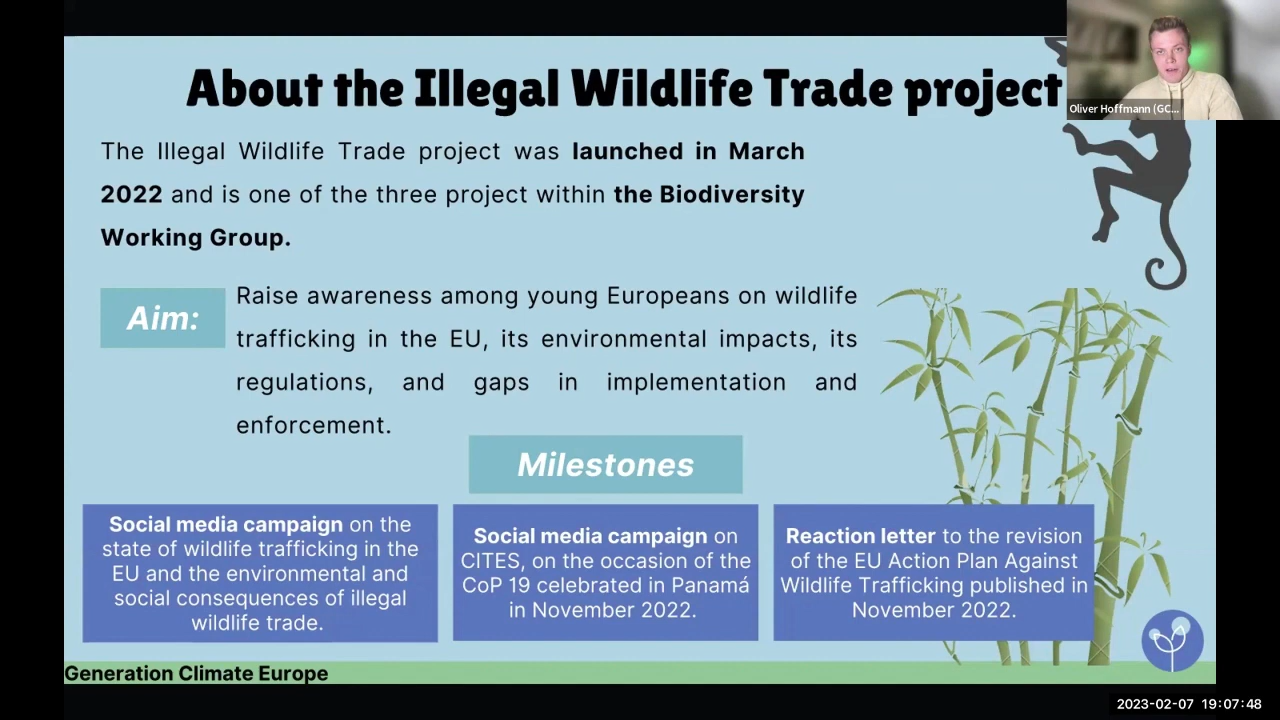 About the Illegal Wildlife Trade project
Oliver Hoffmann (GC...
The Illegal Wildlife Trade project was launched in March
2022 and is one of the three project within the Biodiversity
Working Group.
Aim:
Raise awareness among young Europeans on wildlife
trafficking in the EU, its environmental impacts, its
regulations, and gaps in implementation and
enforcement.
Milestones
Social media campaign on the
state of wildlife trafficking in the
EU and the environmental and
social consequences of illegal
wildlife trade.
Social media campaign on
CITES, on the occasion of the
CoP 19 celebrated in Panamá
in November 2022.
Reaction letter to the revision
of the EU Action Plan Against
Wildlife Trafficking published in
November 2022.
Generation Climate Europe
2023-02-07 19:07:48